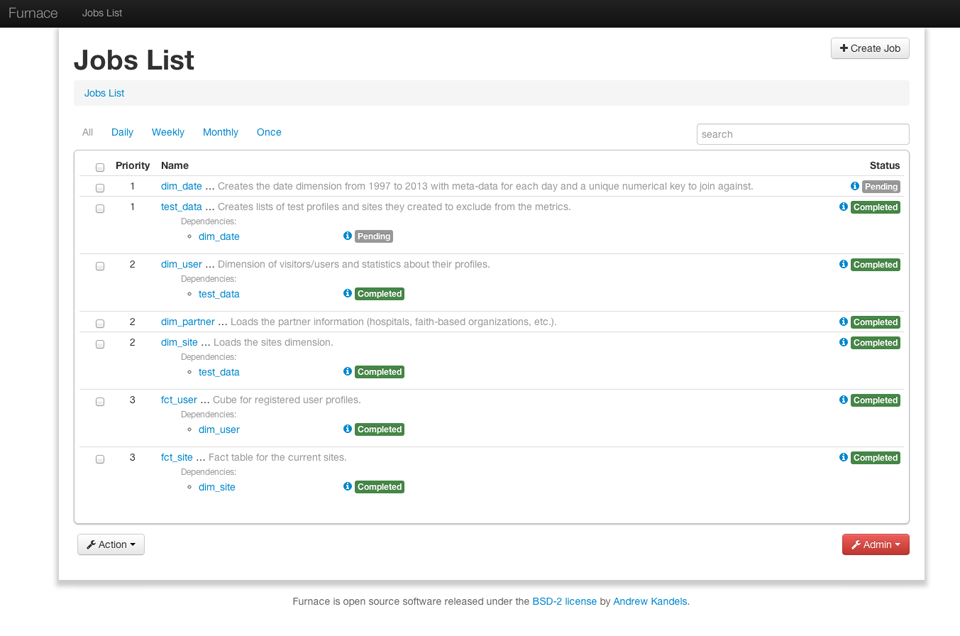 Furnace Jobs List
Jobs List
Create Job
Jobs List
All Daily Weekly Monthly Once
search
Priority Name Status
1 dim_date ... Creates the date dimension from 1997 to 2013 with meta-data for each day and a unique numerical key to join against. Pending
1 test_data ... Creates lists of test profiles and sites they created to exclude from the metrics. Completed
Dependencies:
dim_date Pending
2 dim_user ... Dimension of visitors/users and statistics about their profiles. Completed
Dependencies:
test_data Completed
2 dim_partner ... Loads the partner information (hospitals, faith-based organizations, etc.). Completed
2 dim_site ... Loads the sites dimension. Completed
Dependencies:
test_data Completed
3 fct_user ... Cube for registered user profiles. Completed
Dependencies:
dim_user Completed
3 fct_site ... Fact table for the current sites. Completed
Dependencies:
dim_site Completed
Action Admin
Furnace is open source software released under the BSD-2 license by Andrew Kandels.